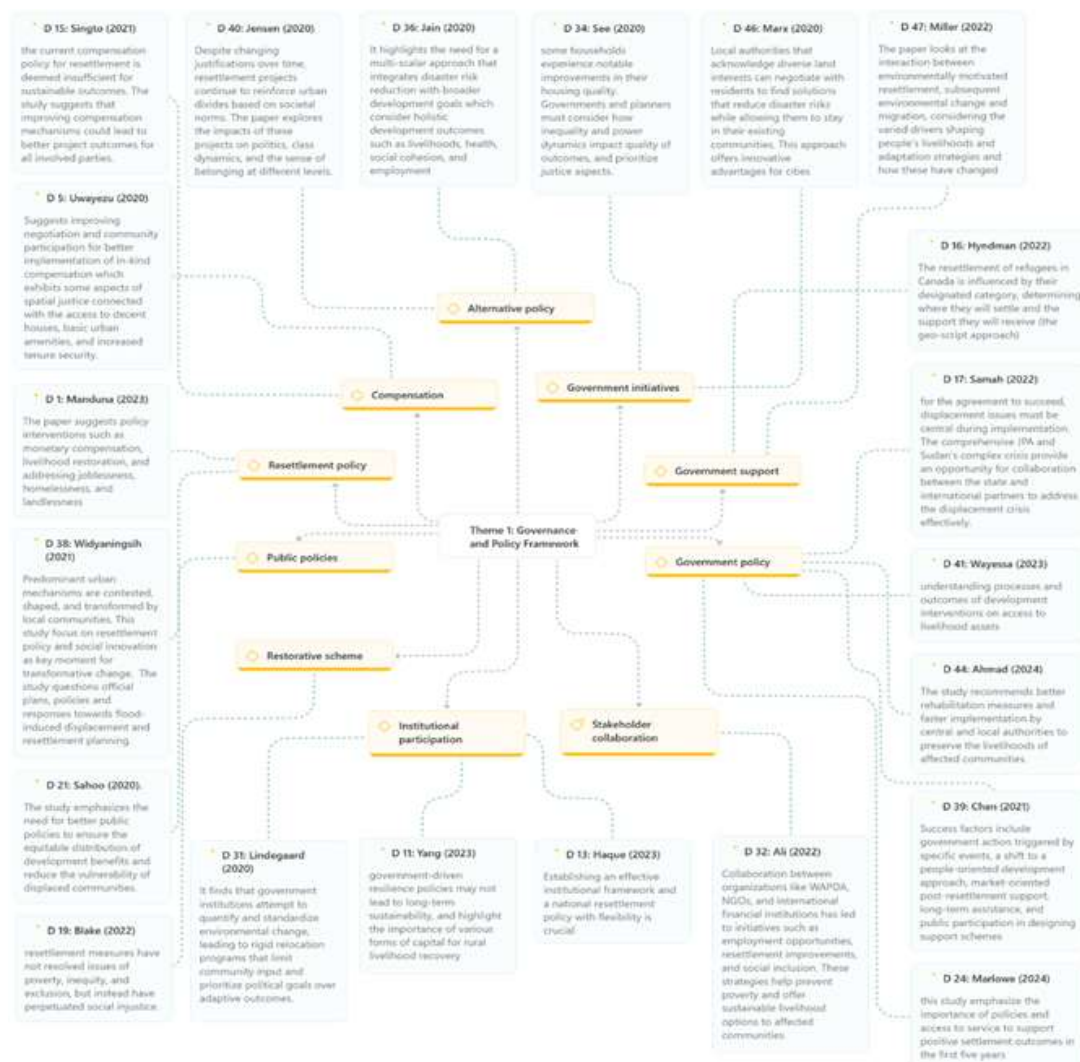 D 15: Singto (2021)
the current compensation
policy for resettlement is
deemed insufficient for
sustainable outcomes. The
study suggests that
improving compensation
mechanisms could lead to
better project outcomes for
all involved parties.
D 40: Jensen (2020)
Despite changing
justifications over time,
resettlement projects
continue to reinforce urban
divides based on societal
norms. The paper explores
the impacts of these
projects on politics, class
dynamics, and the sense of
belonging at different levels.
D 36: Jain (2020)
It highlights the need for a
multi-scalar approach that
integrates disaster risk
reduction with broader
development goals which
consider holistic
development outcomes
such as livelihoods, health,
social cohesion, and
employment
D 34: See (2020)
some households
experience notable
improvements in their
housing quality.
Governments and planners
must consider how
inequality and power
dynamics impact quality of
outcomes, and prioritize
justice aspects.
D 46: Marx (2020)
Local authorities that
acknowledge diverse land
interests can negotiate with
residents to find solutions
that reduce disaster risks
while allowing them to stay
in their existing
communities. This approach
offers innovative
advantages for cities
D 47: Miller (2022)
The paper looks at the
interaction between
environmentally motivated
resettlement, subsequent
environmental change and
migration, considering the
varied drivers shaping
people's livelihoods and
adaptation strategies and
how these have changed
D 5: Uwayezu (2020)
Suggests improving
negotiation and community
participation for better
implementation of in-kind
compensation which
exhibits some aspects of
spatial justice connected
with the access to decent
houses, basic urban
amenities, and increased
tenure security.
D 16: Hyndman (2022)
The resettlement of refugees in
Canada is influenced by their
designated category, determining
where they will settle and the
support they will receive (the
geo-script approach)
Alternative policy
Compensation
Government initiatives
D 1: Manduna (2023)
The paper suggests policy
interventions such as
monetary compensation,
livelihood restoration, and
addressing joblessness,
homelessness, and
landlessness
D 17: Samah (2022)
for the agreement to succeed,
displacement issues must be
central during implementation.
The comprehensive JPA and
Sudan's complex crisis provide
an opportunity for collaboration
between the state and
international partners to address
the displacement crisis
effectively.
Resettlement policy
Government support
Theme 1: Governance
and Policy Framework
Public policies
Government policy
D 38: Widyaningsih
(2021)
Predominant urban
mechanisms are contested,
shaped, and transformed by
local communities. This
study focus on resettlement
policy and social innovation
as key moment for
transformative change. The
study questions official
plans, policies and
responses towards flood-
induced displacement and
resettlement planning.
D 41: Wayessa (2023)
understanding processes and
outcomes of development
interventions on access to
livelihood assets
Restorative scheme
D 44: Ahmad (2024)
The study recommends better
rehabilitation measures and
faster implementation by
central and local authorities to
preserve the livelihoods of
affected communities.
Institutional
participation
Stakeholder
collaboration
D 21: Sahoo (2020).
The study emphasizes the
need for better public
policies to ensure the
equitable distribution of
development benefits and
reduce the vulnerability of
displaced communities.
D 39: Chen (2021)
Success factors include
government action triggered by
specific events, a shift to a
people-oriented development
approach, market-oriented
post-resettlement support,
long-term assistance, and
public participation in designing
support schemes
D 19: Blake (2022)
resettlement measures have
not resolved issues of
poverty, inequity, and
exclusion, but instead have
perpetuated social injustice.
D 31: Lindegaard
(2020)
It finds that government
institutions attempt to
quantify and standardize
environmental change,
leading to rigid relocation
programs that limit
community input and
prioritize political goals over
adaptive outcomes.
D 11: Yang (2023)
government-driven
resilience policies may not
lead to long-term
sustainability, and highlight
the importance of various
forms of capital for rural
livelihood recovery
D 13: Haque (2023)
Establishing an effective
institutional framework and
a national resettlement
policy with flexibility is
crucial
D 32: Ali (2022)
Collaboration between
organizations like WAPDA,
NGOs, and international
financial institutions has led
to initiatives such as
employment opportunities,
resettlement improvements,
and social inclusion. These
strategies help prevent
poverty and offer
sustainable livelihood
options to affected
communities.
D 24: Marlowe (2024)
this study emphasize the
importance of policies and
access to service to support
positive settlement outcomes in
the first five years